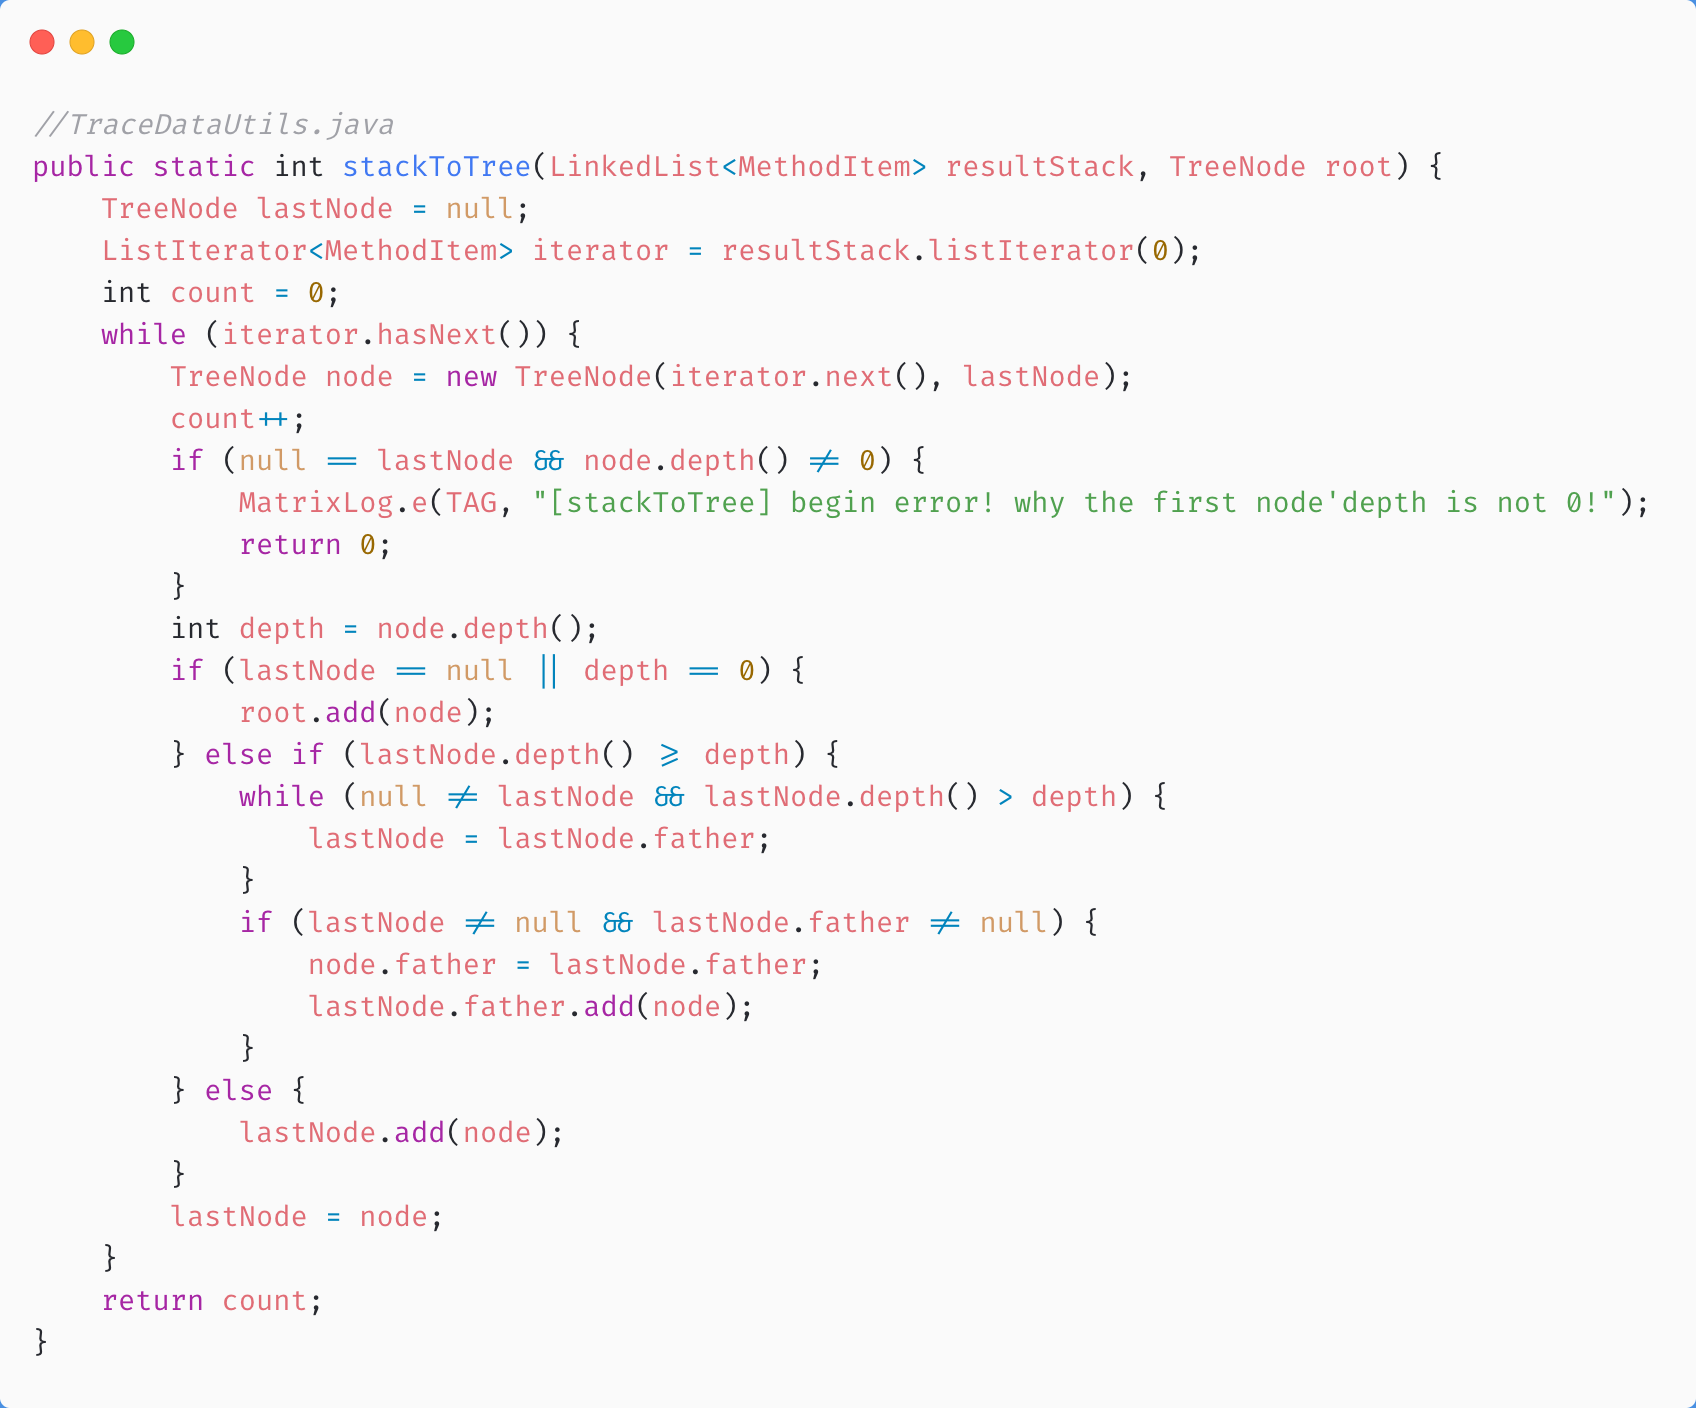 //TraceDataUtils.java
public static int stackToTree(LinkedList<MethodItem> resultStack, TreeNode root) {
    TreeNode lastNode = null;
    ListIterator<MethodItem> iterator = resultStack.listIterator(0);
    int count = 0;
    while (iterator.hasNext()) {
        TreeNode node = new TreeNode(iterator.next(), lastNode);
        count++;
        if (null == lastNode && node.depth() != 0) {
            MatrixLog.e(TAG, "[stackToTree] begin error! why the first node'depth is not 0!");
            return 0;
        }
        int depth = node.depth();
        if (lastNode == null || depth == 0) {
            root.add(node);
        } else if (lastNode.depth() >= depth) {
            while (null != lastNode && lastNode.depth() > depth) {
                lastNode = lastNode.father;
            }
            if (lastNode != null && lastNode.father != null) {
                node.father = lastNode.father;
                lastNode.father.add(node);
            }
        } else {
            lastNode.add(node);
        }
        lastNode = node;
    }
    return count;
}